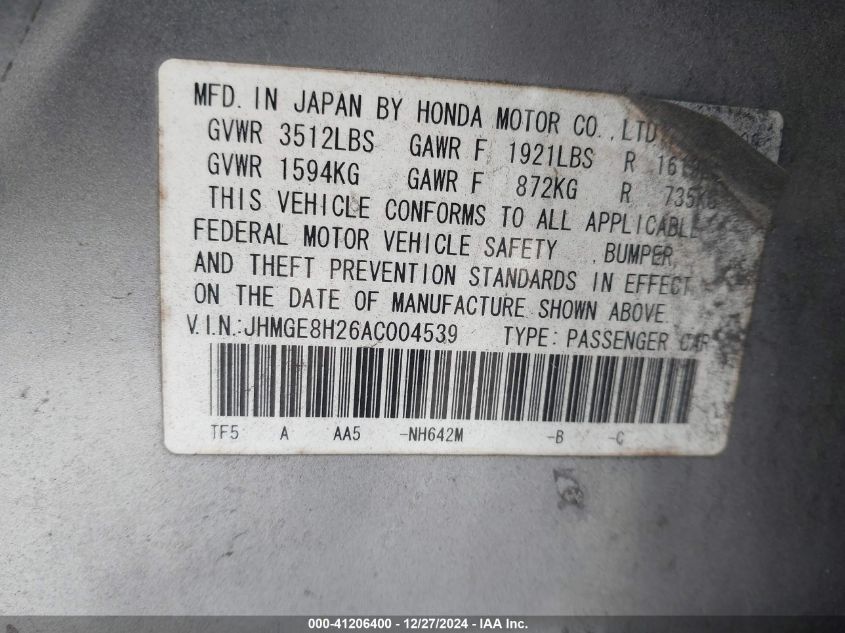 MFD. IN JAPAN BY HONDA MOTOR CO., LTD
GVWR 3512LBS GAWR F 1921LBS R
GVWR 1594KG GAWR F 872KG R 735KG
THIS VEHICLE CONFORMS TO ALL APPLICABLE
FEDERAL MOTOR VEHICLE SAFETY , BUMPER,
AND THEFT PREVENTION STANDARDS IN EFFECT
ON THE DATE OF MANUFACTURE SHOWN ABOVE
V.I.N.:JHMGE8H26AC004539 TYPE: PASSENGER CAR
TF5 A AA5 -NH642M -B -C
000-41206400 - 12/27/2024 - IAA Inc.